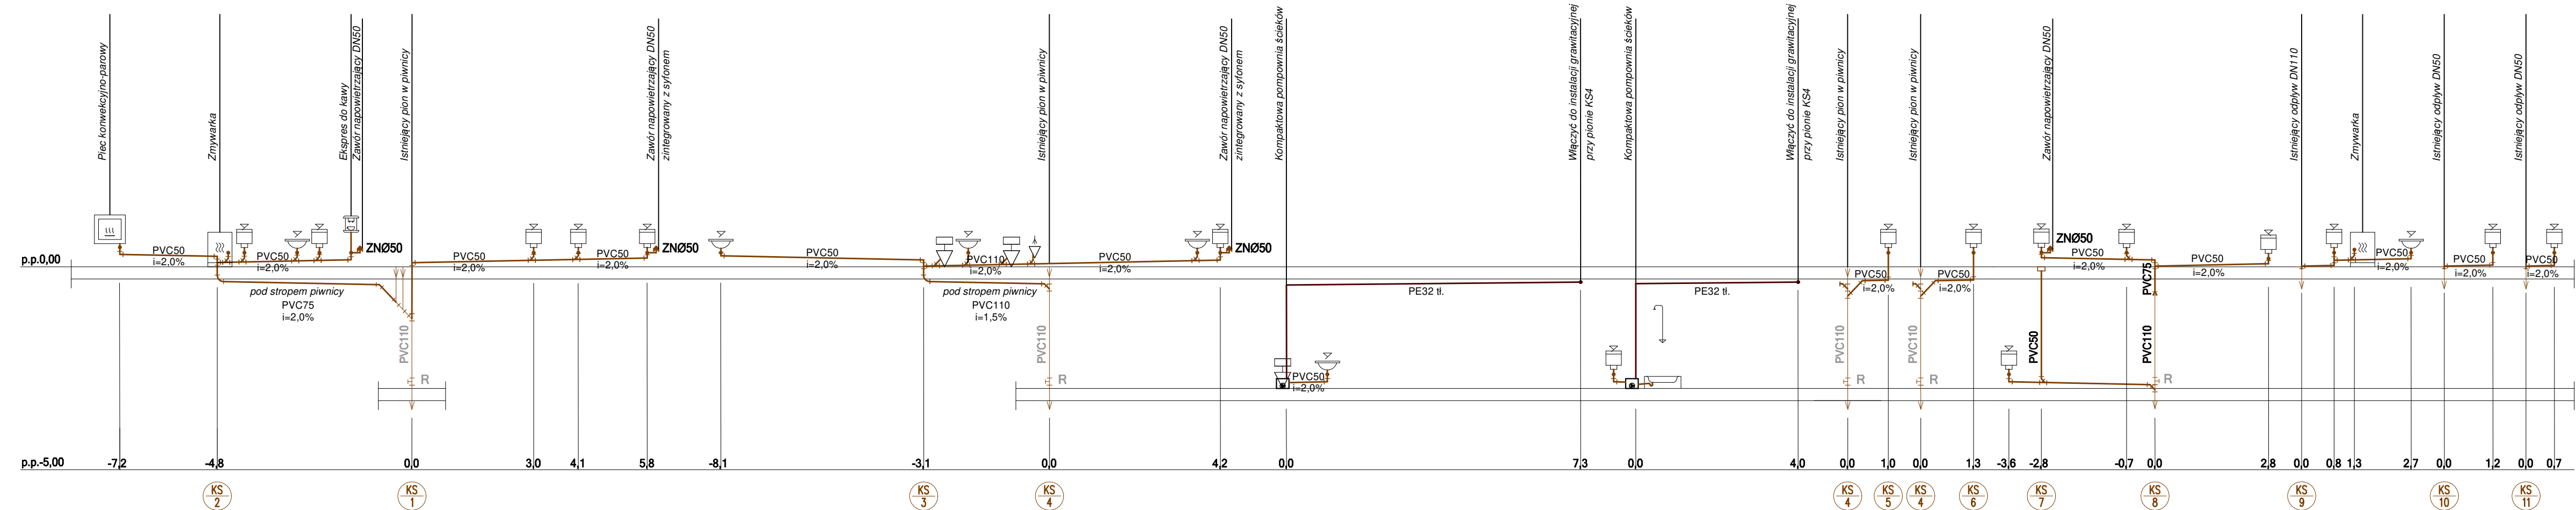 Piec konwekcyjno-parowy
Zmywarka
Ekspres do kawy
Zawór napowietrzający DN50
Istniejący pion w piwnicy
Zawór napowietrzający DN50
zintegrowany z syfonem
Istniejący pion w piwnicy
Zawór napowietrzający DN50
zintegrowany z syfonem
Kompaktowa pompownia ścieków
Włączyć do instalacji grawitacyjnej
przy pionie KS4
Kompaktowa pompownia ścieków
Włączyć do instalacji grawitacyjnej
przy pionie KS4
Istniejący pion w piwnicy
Istniejący pion w piwnicy
Zawór napowietrzający DN50
Istniejący odpływ DN110
Zmywarka
Istniejący odpływ DN50
Istniejący odpływ DN50
p.p.0,00
PVC50
i=2,0%
PVC50
i=2,0%
ZNØ50
PVC50
i=2,0%
PVC50
i=2,0%
ZNØ50
PVC50
i=2,0%
PVC110
i=2,0%
PVC50
i=2,0%
ZNØ50
PVC50
i=2,0%
PVC50
i=2,0%
ZNØ50
PVC50
i=2,0%
PVC75
PVC50
i=2,0%
PVC50
i=2,0%
PVC50
i=2,0%
PVC50
i=2,0%
pod stropem piwnicy
PVC75
i=2,0%
pod stropem piwnicy
PVC110
i=1,5%
PE32 tł.
PE32 tł.
PVC110
R
PVC110
R
PVC50
i=2,0%
PVC110
R
PVC110
R
PVC50
PVC110
R
p.p.-5,00
-7,2
-4,8
0,0
3,0
4,1
5,8
-8,1
-3,1
0,0
4,2
0,0
7,3
0,0
4,0
0,0
1,0
0,0
1,3
-3,6
-2,8
-0,7
0,0
2,8
0,0
0,8
1,3
2,7
0,0
1,2
0,0
0,7
KS
2
KS
1
KS
3
KS
4
KS
4
KS
5
KS
4
KS
6
KS
7
KS
8
KS
9
KS
10
KS
11